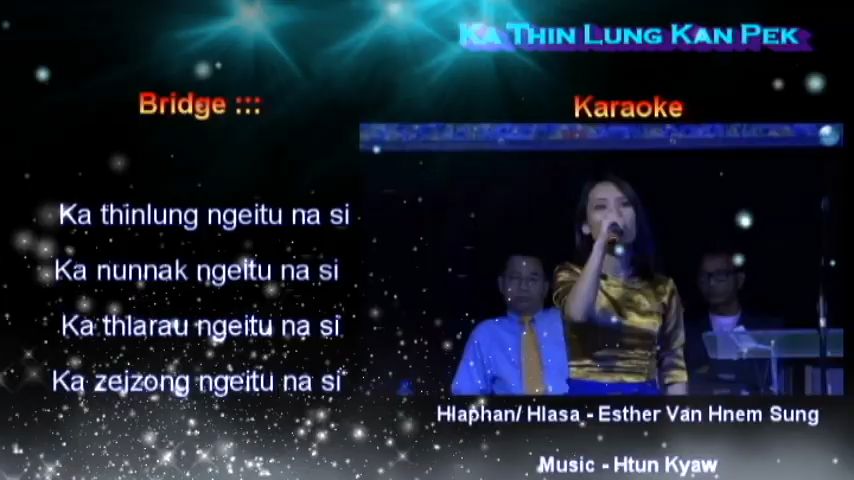 KA THIN LUNG KAN PEK
Bridge :::
Karaoke
Ka thinlung ngeitu na si
Ka nunnak ngeitu na si
Ka thlarau ngeitu na si
Ka zejzong ngeitu na si
Hlaphan/ Hlasa - Esther Van Hnem Sung
Music - Htun Kyaw